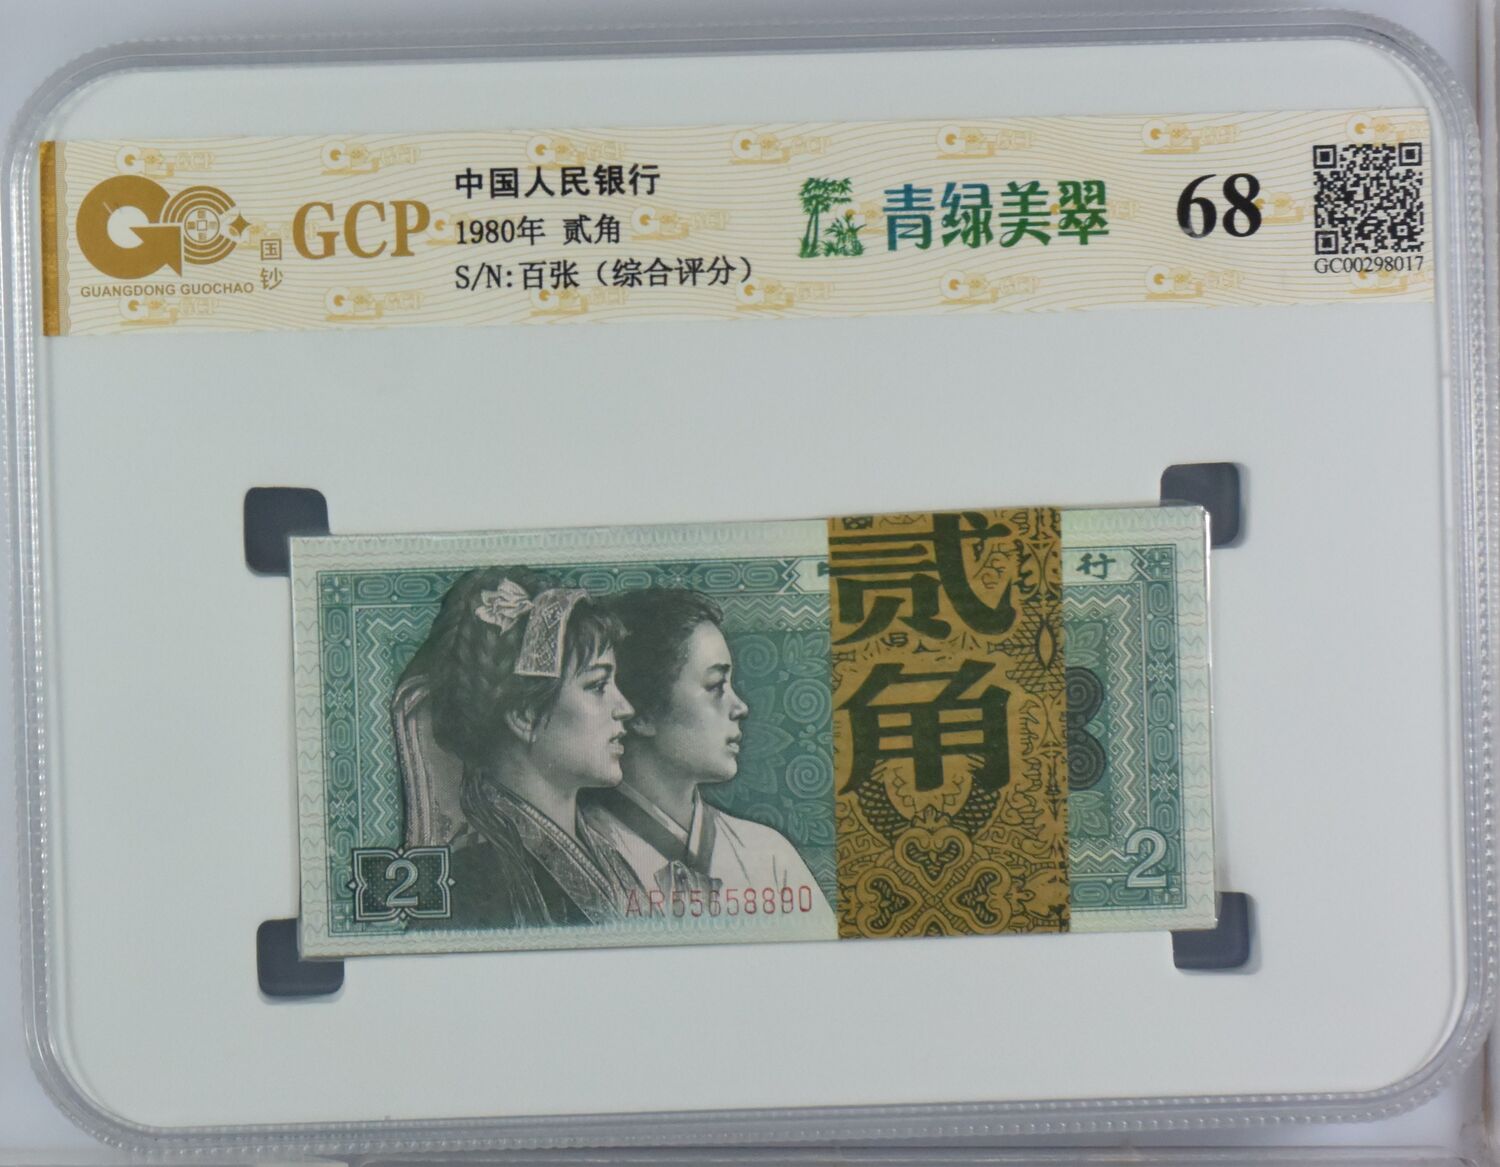 GUANGDONG GUOCHAO
国钞
GCP
中国人民银行
1980年 贰角
S/N:百张（综合评分）
青绿美翠
68
GC00298017
行
贰角
2
AR55658890
2